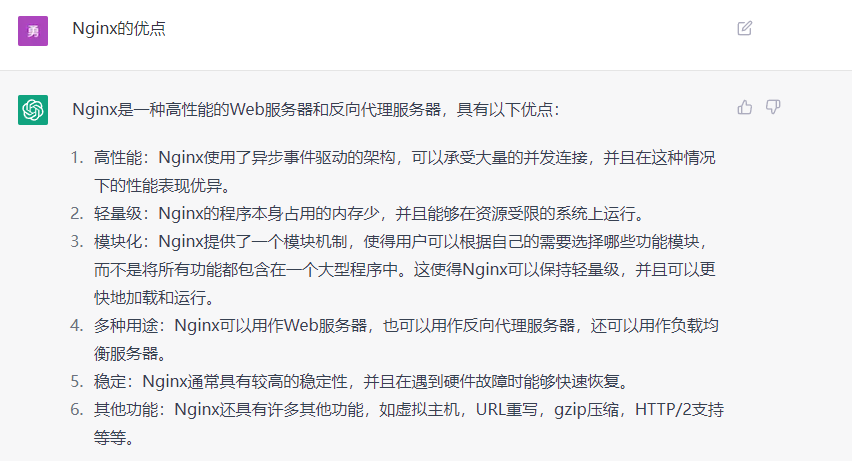 勇
Nginx的优点
Nginx是一种高性能的Web服务器和反向代理服务器，具有以下优点：
1. 高性能：Nginx使用了异步事件驱动的架构，可以承受大量的并发连接，并且在这种情况
下的性能表现优异。
2. 轻量级：Nginx的程序本身占用的内存少，并且能够在资源受限的系统上运行。
3. 模块化：Nginx提供了一个模块机制，使得用户可以根据自己的需要选择哪些功能模块，
而不是将所有功能都包含在一个大型程序中。这使得Nginx可以保持轻量级，并且可以更
快地加载和运行。
4. 多种用途：Nginx可以用作Web服务器，也可以用作反向代理服务器，还可以用作负载均
衡服务器。
5. 稳定：Nginx通常具有较高的稳定性，并且在遇到硬件故障时能够快速恢复。
6. 其他功能：Nginx还具有许多其他功能，如虚拟主机，URL重写，gzip压缩，HTTP/2支持
等等。